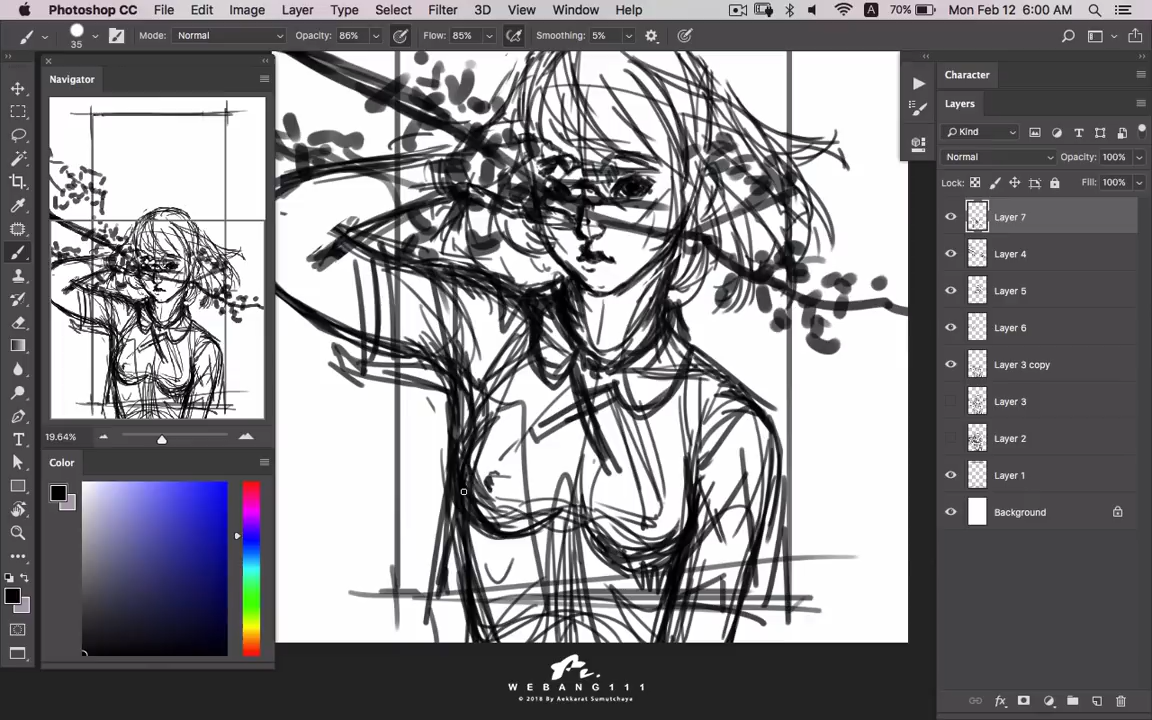 Photoshop CC File Edit Image Layer Type Select Filter 3D View Window Help A 70% Mon Feb 12 6:00 AM
35 Mode: Normal Opacity: 86% Flow: 85% Smoothing: 5%
Navigator
19.64%
Color
Character
Layers
Kind
Normal Opacity: 100%
Lock: Fill: 100%
Layer 7
Layer 4
Layer 5
Layer 6
Layer 3 copy
Layer 3
Layer 2
Layer 1
Background
WEBANG111
© 2018 By Aekkarat Sumutchaya